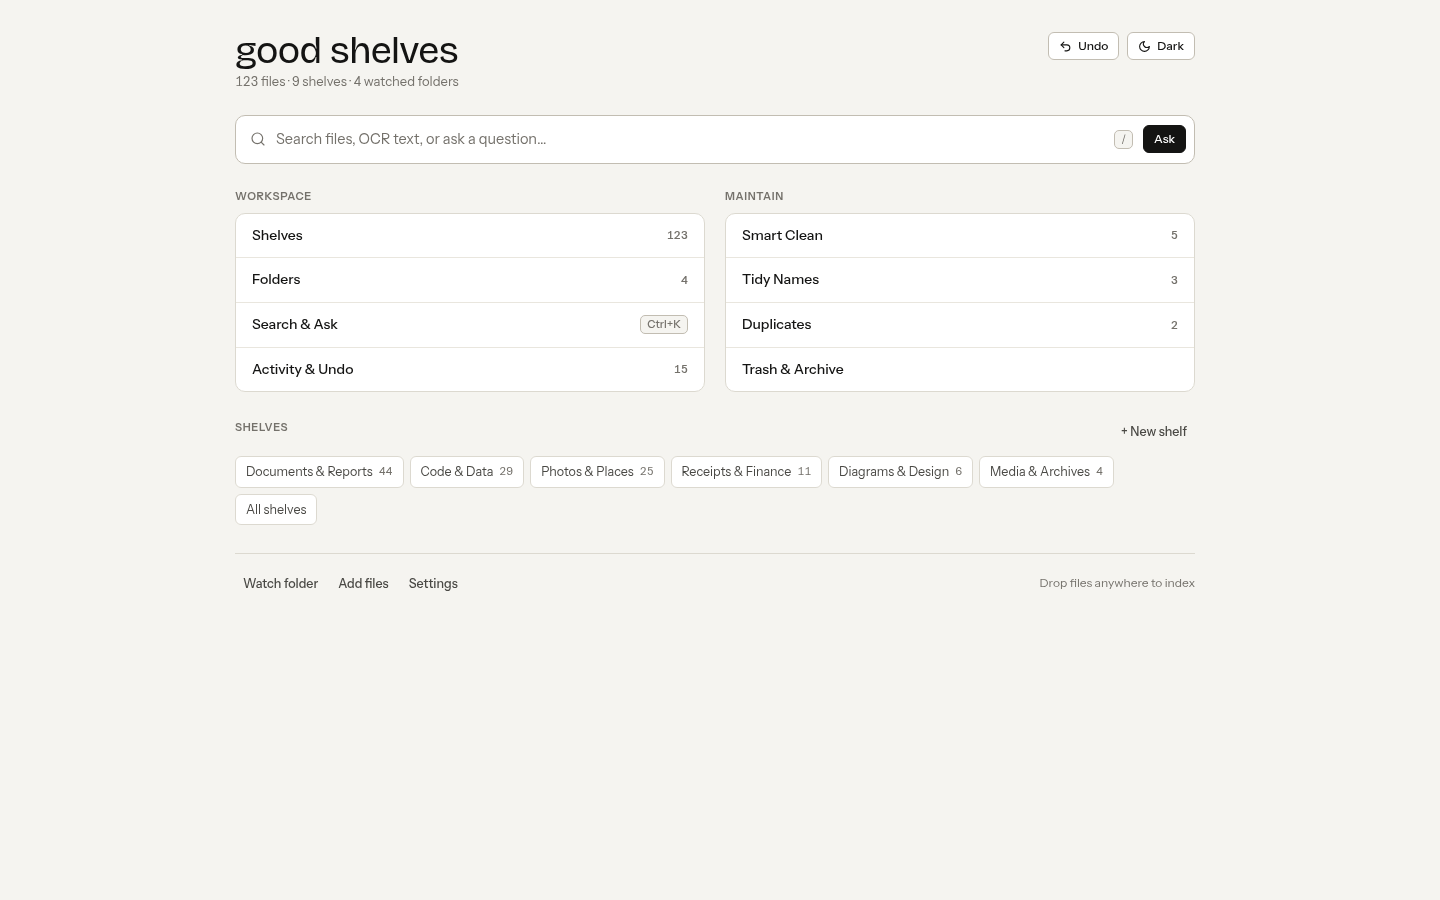 good shelves
Undo
Dark
123 files · 9 shelves · 4 watched folders
Search files, OCR text, or ask a question...
/
Ask
WORKSPACE
Shelves 123
Folders 4
Search & Ask Ctrl+K
Activity & Undo 15
MAINTAIN
Smart Clean 5
Tidy Names 3
Duplicates 2
Trash & Archive
SHELVES
+ New shelf
Documents & Reports 44
Code & Data 29
Photos & Places 25
Receipts & Finance 11
Diagrams & Design 6
Media & Archives 4
All shelves
Watch folder
Add files
Settings
Drop files anywhere to index